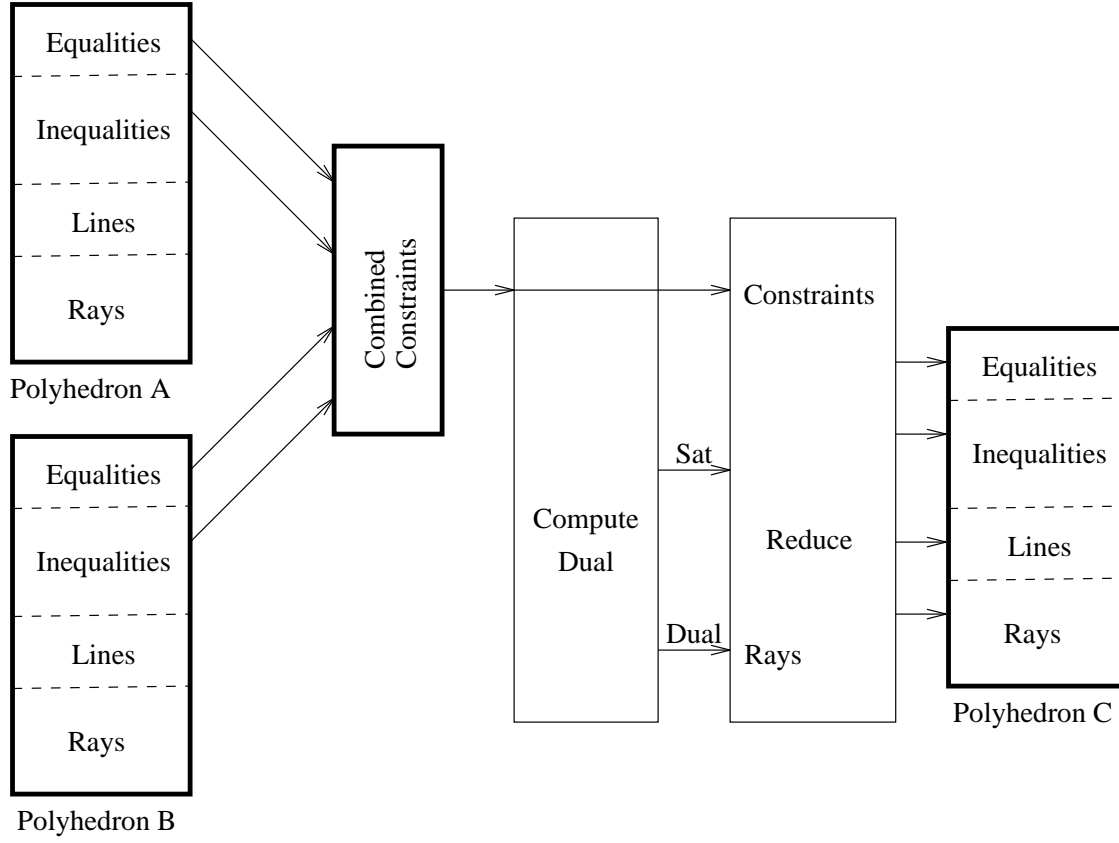 Equalities
Inequalities
Lines
Rays
Polyhedron A
Equalities
Inequalities
Lines
Rays
Polyhedron B
Combined
Constraints
Compute
Dual
Sat
Dual
Constraints
Reduce
Rays
Equalities
Inequalities
Lines
Rays
Polyhedron C